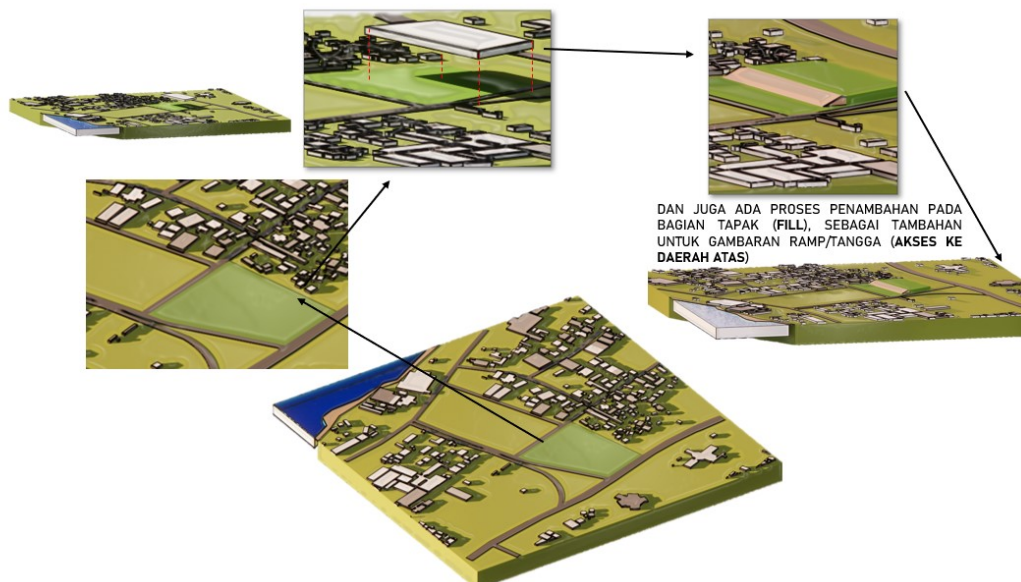 DAN JUGA ADA PROSES PENAMBAHAN PADA
BAGIAN TAPAK (FILL), SEBAGAI TAMBAHAN
UNTUK GAMBARAN RAMP/TANGGA (AKSES KE
DAERAH ATAS)